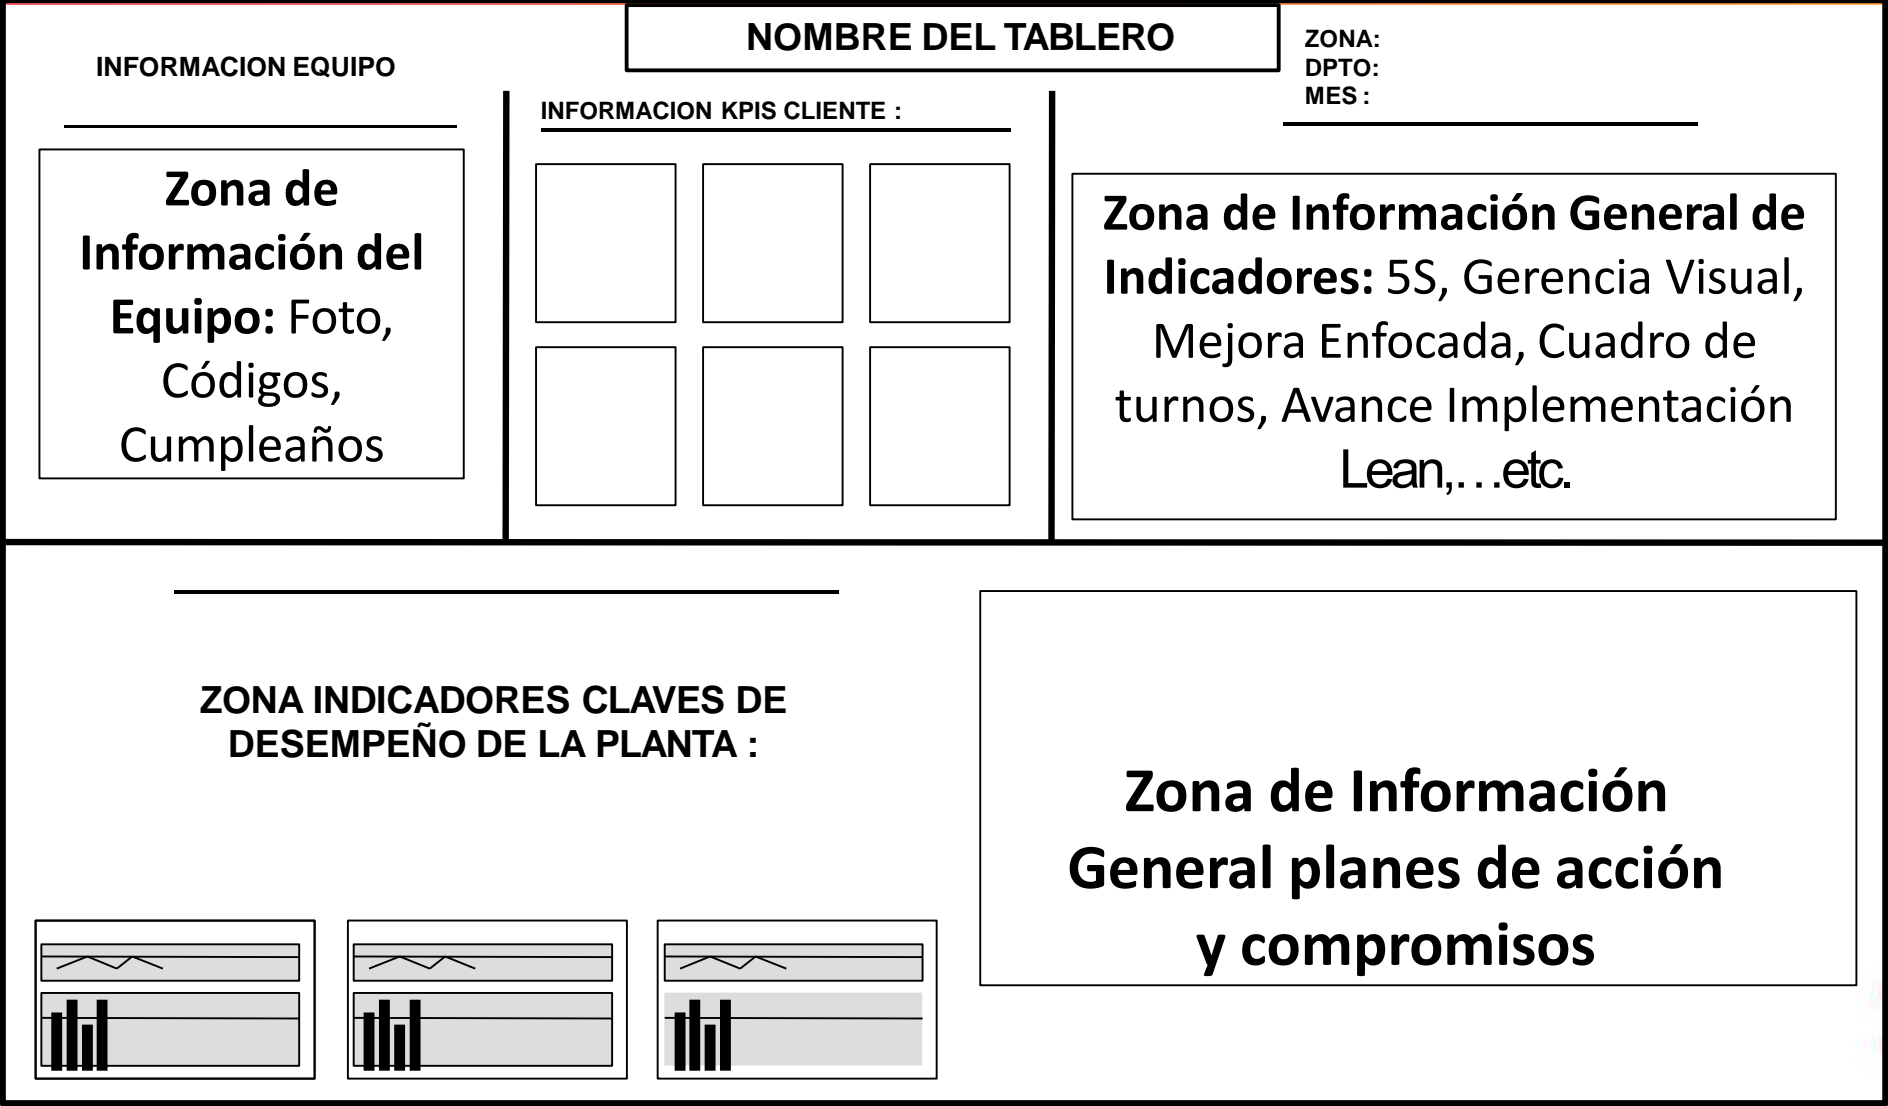 NOMBRE DEL TABLERO
INFORMACION EQUIPO
ZONA:
DPTO:
MES :
INFORMACION KPIS CLIENTE :
Zona de
Información del
Equipo: Foto,
Códigos,
Cumpleaños
Zona de Información General de
Indicadores: 5S, Gerencia Visual,
Mejora Enfocada, Cuadro de
turnos, Avance Implementación
Lean,…etc.
ZONA INDICADORES CLAVES DE
DESEMPEÑO DE LA PLANTA :
Zona de Información
General planes de acción
y compromisos